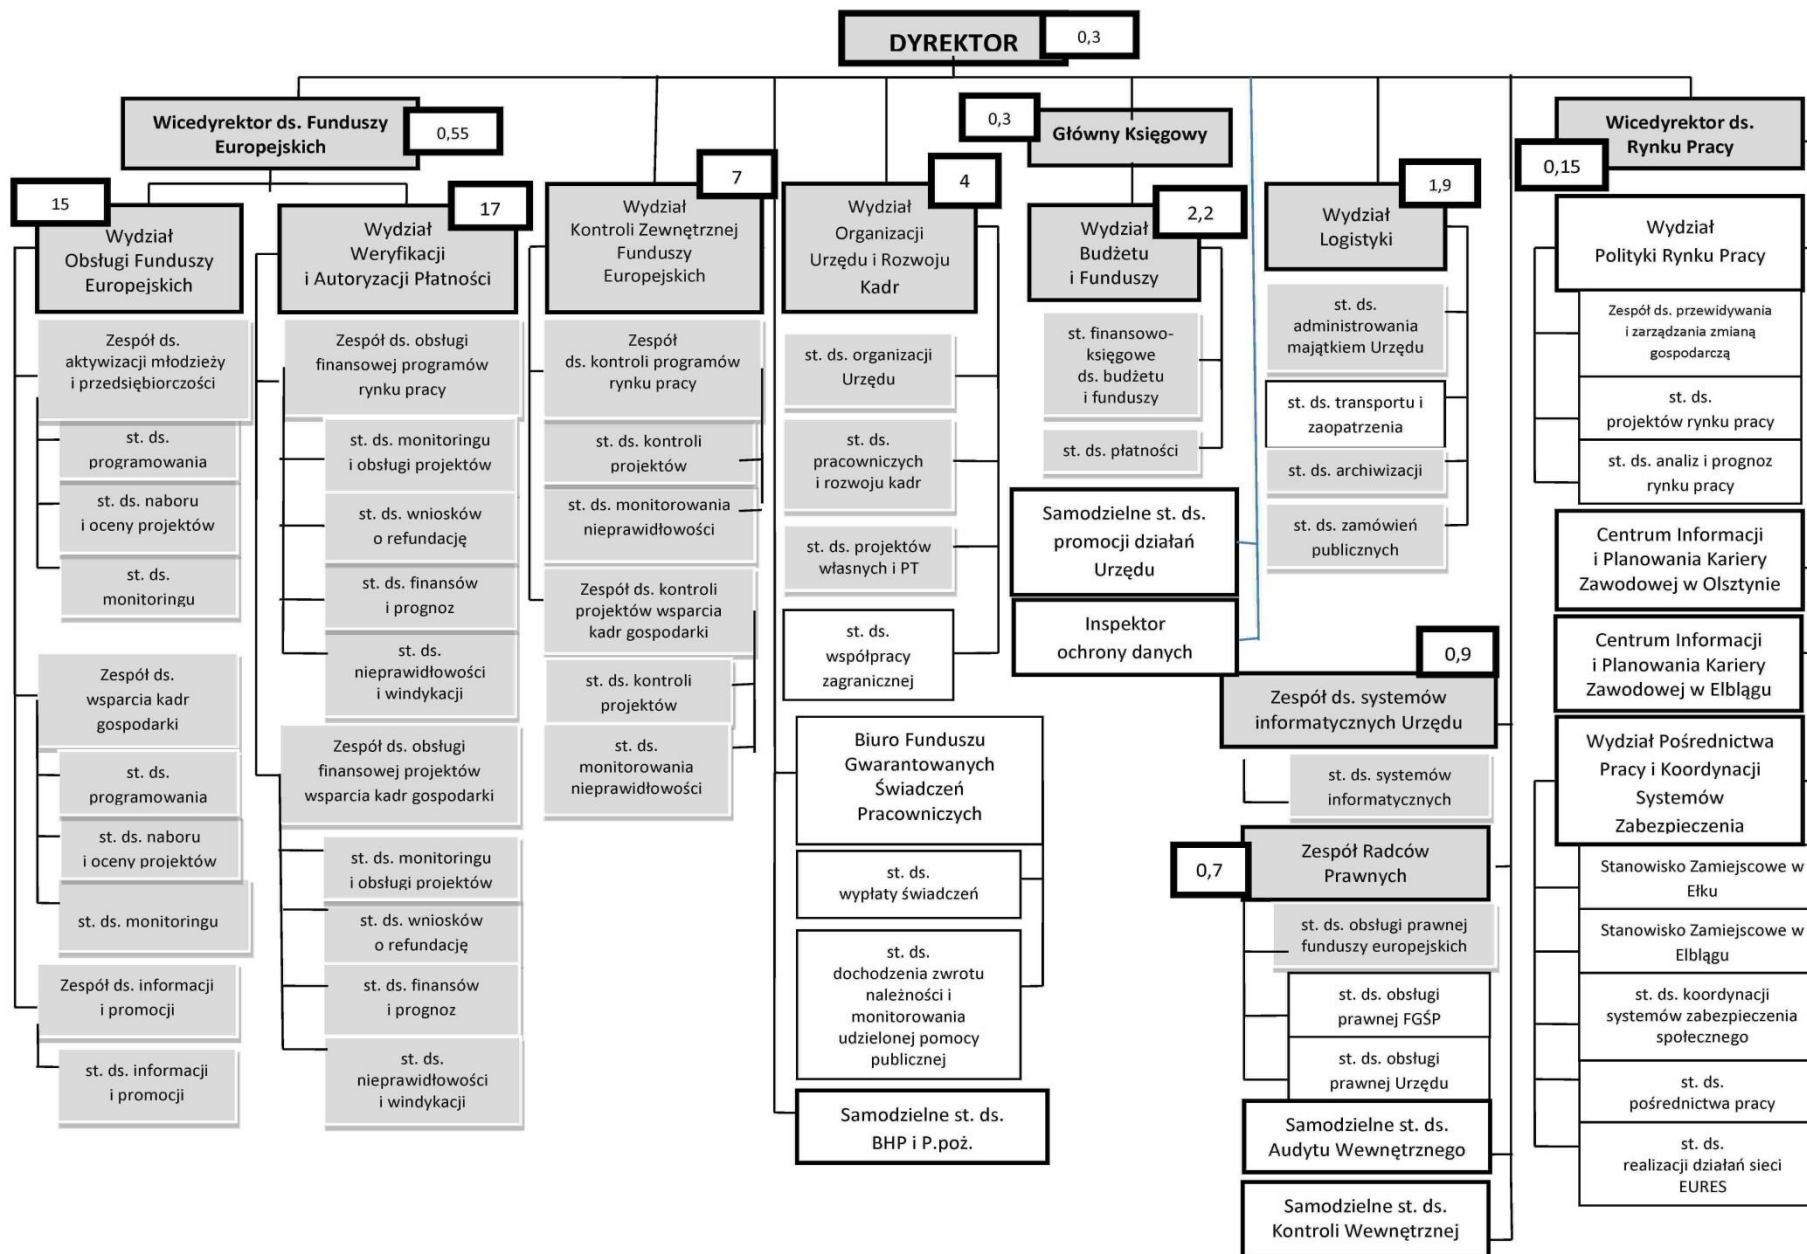 DYREKTOR
0,3
Wicedyrektor ds. Funduszy
Europejskich
0,55
0,3
Główny Księgowy
Wicedyrektor ds.
Rynku Pracy
0,15
15
Wydział
Obsługi Funduszy
Europejskich
17
Wydział
Weryfikacji
i Autoryzacji Płatności
7
Wydział
Kontroli Zewnętrznej
Funduszy
Europejskich
4
Wydział
Organizacji
Urzędu i Rozwoju
Kadr
2,2
Wydział
Budżetu
i Funduszy
1,9
Wydział
Logistyki
Wydział
Polityki Rynku Pracy
Zespół ds.
aktywizacji młodzieży
i przedsiębiorczości
st. ds.
programowania
st. ds. naboru
i oceny projektów
st. ds.
monitoringu
Zespół ds.
wsparcia kadr
gospodarki
st. ds.
programowania
st. ds. naboru
i oceny projektów
st. ds. monitoringu
Zespół ds. informacji
i promocji
st. ds. informacji
i promocji
Zespół ds. obsługi
finansowej programów
rynku pracy
st. ds. monitoringu
i obsługi projektów
st. ds. wniosków
o refundację
st. ds. finansów
i prognoz
st. ds.
nieprawidłowości
i windykacji
Zespół ds. obsługi
finansowej projektów
wsparcia kadr gospodarki
st. ds. monitoringu
i obsługi projektów
st. ds. wniosków
o refundację
st. ds. finansów
i prognoz
st. ds.
nieprawidłowości
i windykacji
Zespół
ds. kontroli programów
rynku pracy
st. ds. kontroli
projektów
st. ds. monitorowania
nieprawidłowości
Zespół ds. kontroli
projektów wsparcia
kadr gospodarki
st. ds. kontroli
projektów
st. ds.
monitorowania
nieprawidłowości
st. ds. organizacji
Urzędu
st. ds.
pracowniczych
i rozwoju kadr
st. ds. projektów
własnych i PT
st. ds.
współpracy
zagranicznej
Biuro Funduszu
Gwarantowanych
Świadczeń
Pracowniczych
st. ds.
wypłaty świadczeń
st. ds.
dochodzenia zwrotu
należności i
monitorowania
udzielonej pomocy
publicznej
Samodzielne st. ds.
BHP i P.poż.
st. finansowo-
księgowe
ds. budżetu
i funduszy
st. ds. płatności
Samodzielne st. ds.
promocji działań
Urzędu
Inspektor
ochrony danych
st. ds.
administrowania
majątkiem Urzędu
st. ds. transportu i
zaopatrzenia
st. ds. archiwizacji
st. ds. zamówień
publicznych
0,9
Zespół ds. systemów
informatycznych Urzędu
st. ds. systemów
informatycznych
0,7
Zespół Radców
Prawnych
st. ds. obsługi prawnej
funduszy europejskich
st. ds. obsługi
prawnej FGŚP
st. ds. obsługi
prawnej Urzędu
Samodzielne st. ds.
Audytu Wewnętrznego
Samodzielne st. ds.
Kontroli Wewnętrznej
Zespół ds. przewidywania
i zarządzania zmianą
gospodarczą
st. ds.
projektów rynku pracy
st. ds. analiz i prognoz
rynku pracy
Centrum Informacji
i Planowania Kariery
Zawodowej w Olsztynie
Centrum Informacji
i Planowania Kariery
Zawodowej w Elblągu
Wydział Pośrednictwa
Pracy i Koordynacji
Systemów
Zabezpieczenia
Stanowisko Zamiejscowe w
Ełku
Stanowisko Zamiejscowe w
Elblągu
st. ds. koordynacji
systemów zabezpieczenia
społecznego
st. ds.
pośrednictwa pracy
st. ds.
realizacji działań sieci
EURES